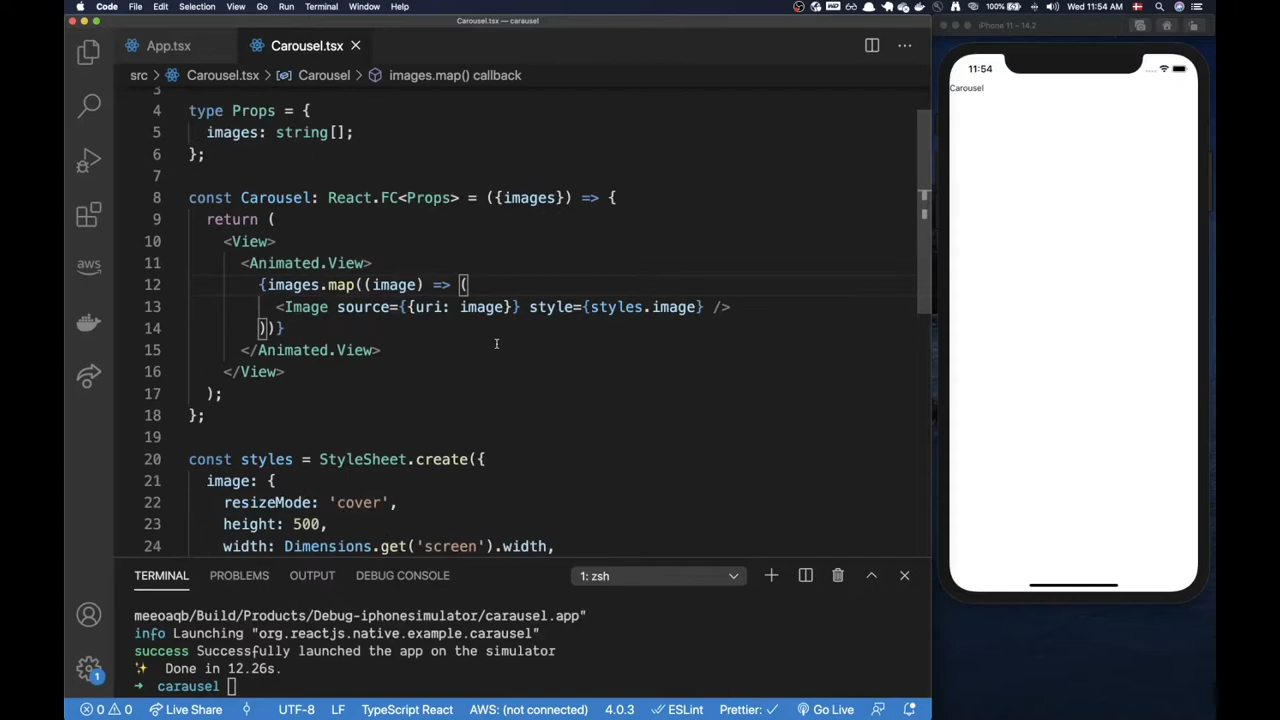 Code File Edit Selection View Go Run Terminal Window Help
100% Wed 11:54 AM
Carousel.tsx — carausel
iPhone 11 – 14.2
App.tsx
Carousel.tsx
src > Carousel.tsx > Carousel > images.map() callback
3
4 type Props = {
5 images: string[];
6 };
7
8 const Carousel: React.FC<Props> = ({images}) => {
9 return (
10 <View>
11 <Animated.View>
12 {images.map((image) => (
13 <Image source={{uri: image}} style={styles.image} />
14 ))}
15 </Animated.View>
16 </View>
17 );
18 };
19
20 const styles = StyleSheet.create({
21 image: {
22 resizeMode: 'cover',
23 height: 500,
24 width: Dimensions.get('screen').width,
aws
TERMINAL PROBLEMS OUTPUT DEBUG CONSOLE 1: zsh
meeoaqb/Build/Products/Debug-iphonesimulator/carausel.app"
info Launching "org.reactjs.native.example.carausel"
success Successfully launched the app on the simulator
✨ Done in 12.26s.
➜ carausel
1
0 0 Live Share UTF-8 LF TypeScript React AWS: (not connected) 4.0.3 ESLint Prettier: ✓ Go Live
11:54
Carousel